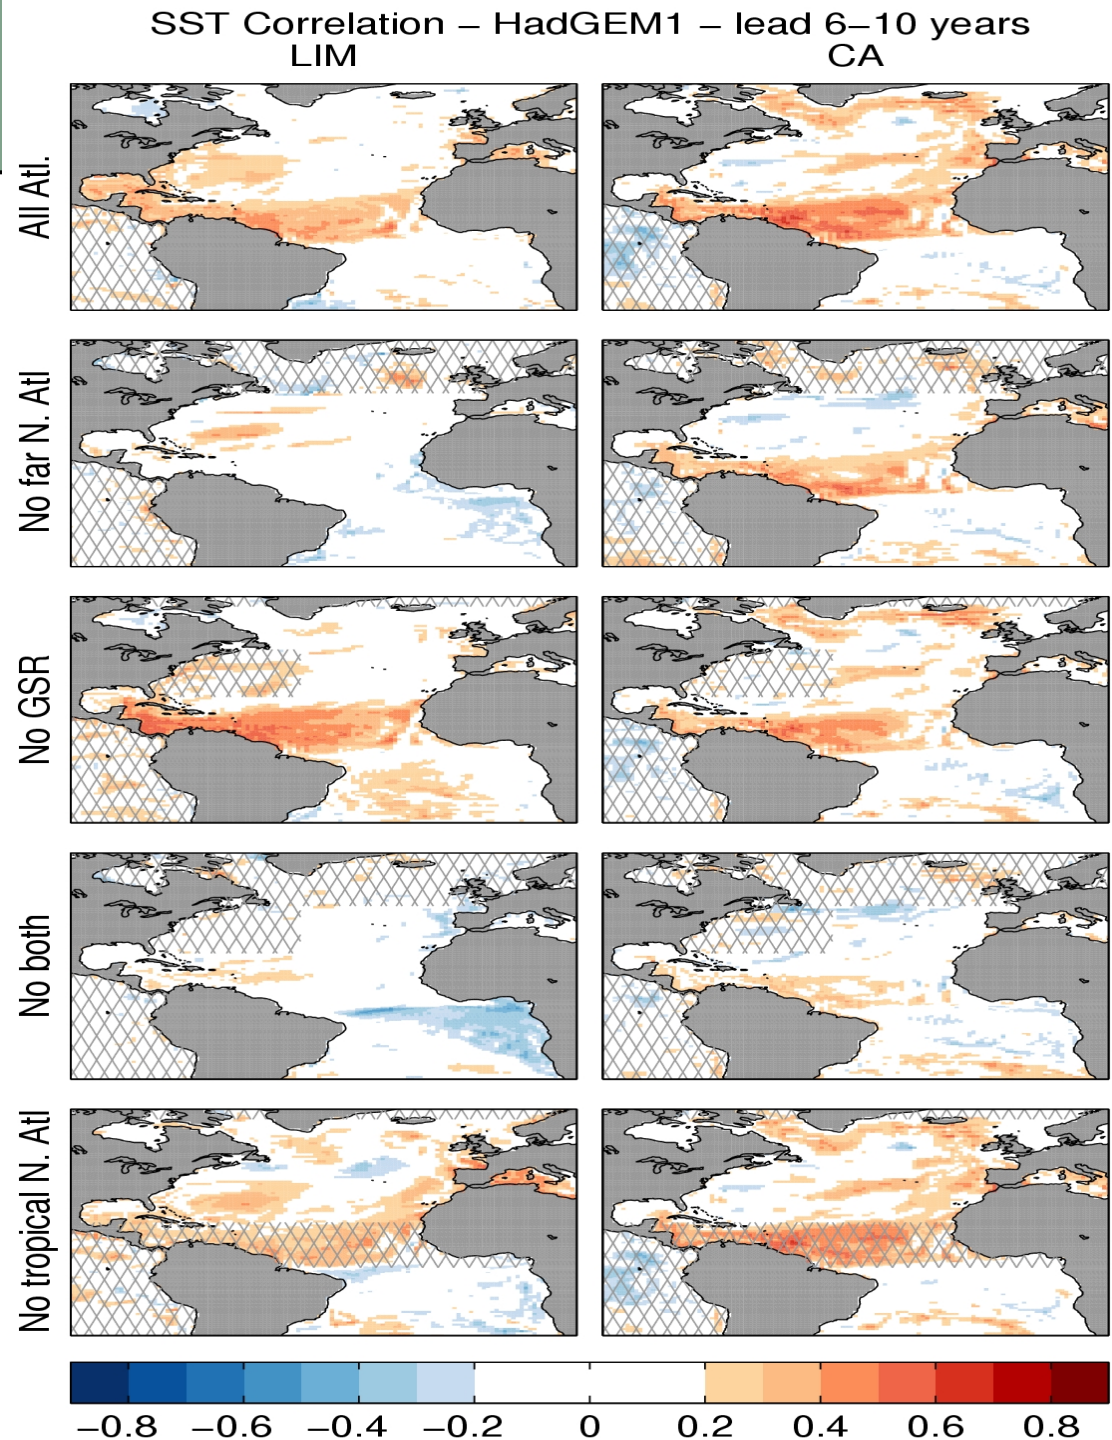 SST Correlation – HadGEM1 – lead 6–10 years
LIM CA
All Atl.
No far N. Atl
No GSR
No both
No tropical N. Atl
−0.8 −0.6 −0.4 −0.2 0 0.2 0.4 0.6 0.8